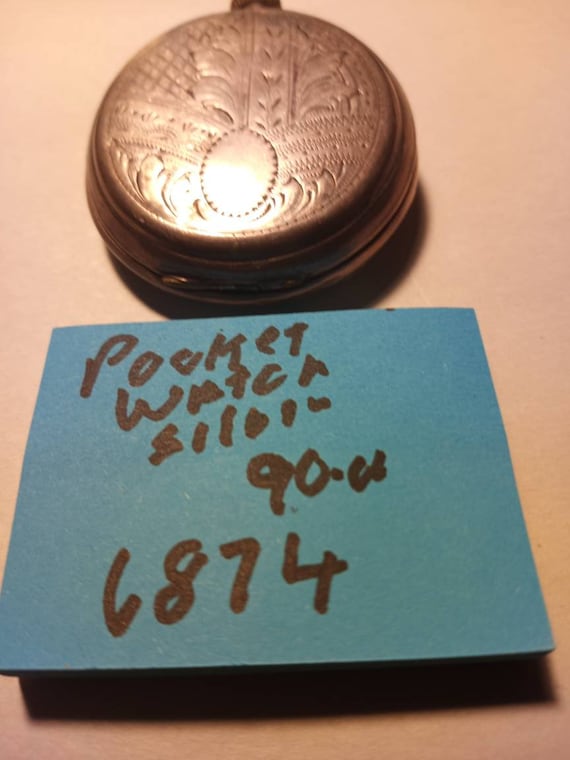 Pocket
Watch
silver
90.
6874